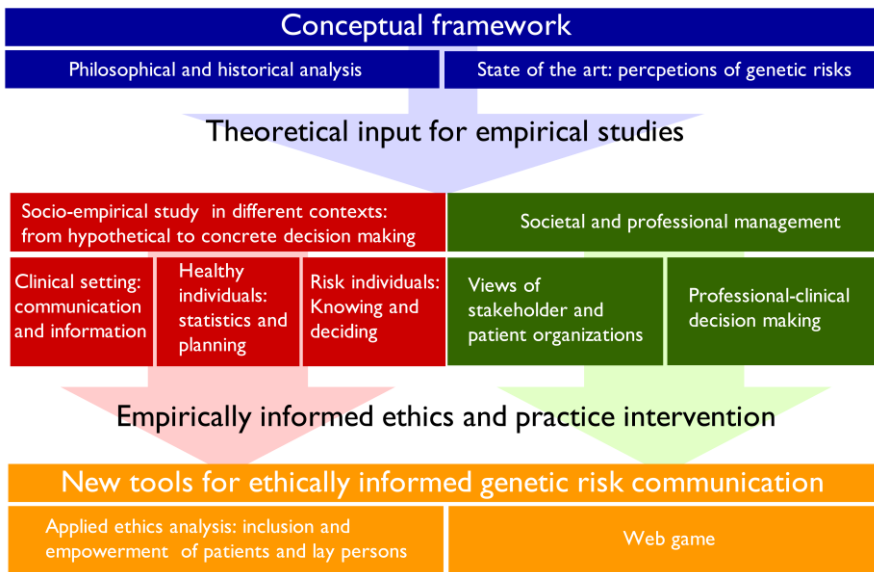 Conceptual framework
Philosophical and historical analysis
State of the art: percpetions of genetic risks
Theoretical input for empirical studies
Socio-empirical study in different contexts:
from hypothetical to concrete decision making
Societal and professional management
Clinical setting:
communication
and information
Healthy
individuals:
statistics and
planning
Risk individuals:
Knowing and
deciding
Views of
stakeholder and
patient organizations
Professional-clinical
decision making
Empirically informed ethics and practice intervention
New tools for ethically informed genetic risk communication
Applied ethics analysis: inclusion and
empowerment of patients and lay persons
Web game